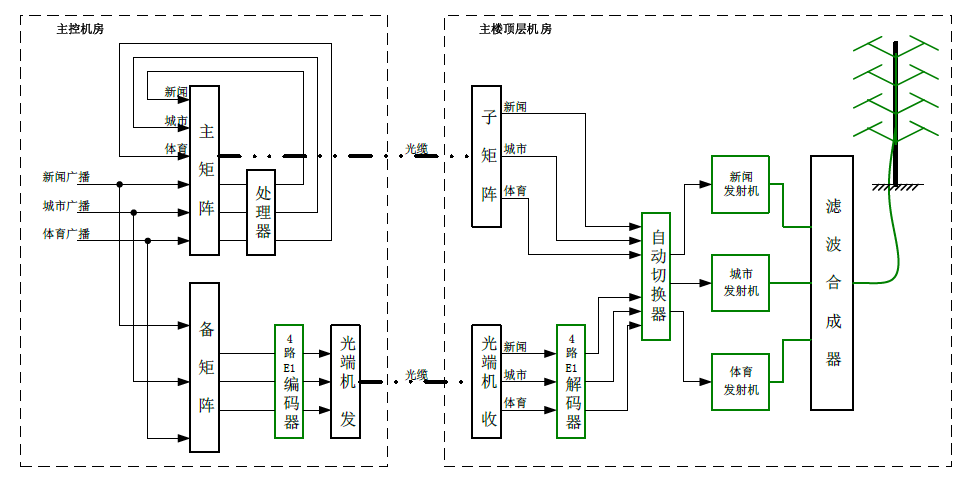 主控机房
主楼顶层机房
新闻
城市
体育
新闻广播
城市广播
体育广播
主矩阵
处理器
光缆
子矩阵
新闻
城市
体育
自动切换器
新闻
发射机
城市
发射机
体育
发射机
滤波合成器
备矩阵
4路E1编码器
光端机发
光缆
光端机收
新闻
城市
体育
4路E1解码器